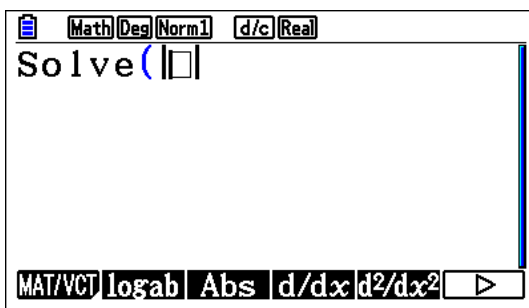 Math Deg Norm1 d/c Real
Solve(|□|
MAT/VCT logab Abs d/dx d²/dx² ▷